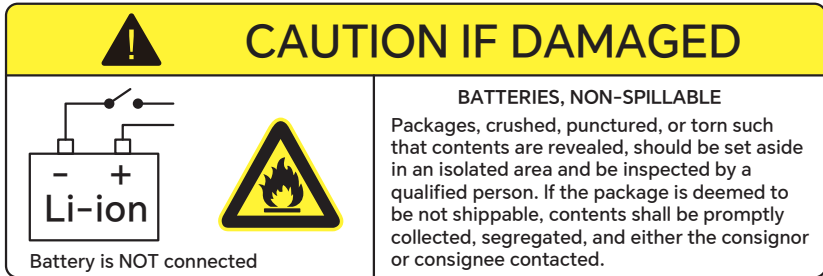 CAUTION IF DAMAGED
- +
Li-ion
Battery is NOT connected
BATTERIES, NON-SPILLABLE
Packages, crushed, punctured, or torn such
that contents are revealed, should be set aside
in an isolated area and be inspected by a
qualified person. If the package is deemed to
be not shippable, contents shall be promptly
collected, segregated, and either the consignor
or consignee contacted.